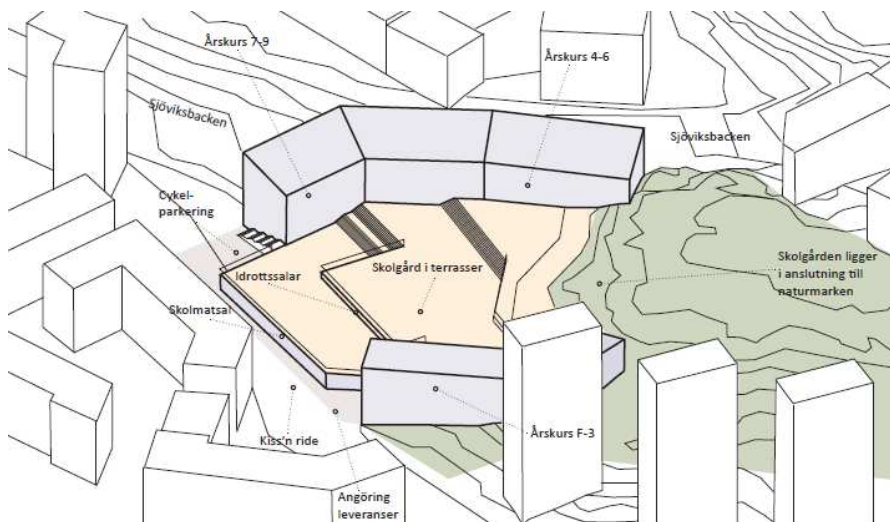 Årskurs 7-9
Årskurs 4-6
Sjöviksbacken
Sjöviksbacken
Cykel-
parkering
Idrottssalar
Skolgård i terrasser
Skolgården ligger
i anslutning till
naturmarken
Skolmatsal
Kiss'n ride
Årskurs F-3
Angöring
leveranser